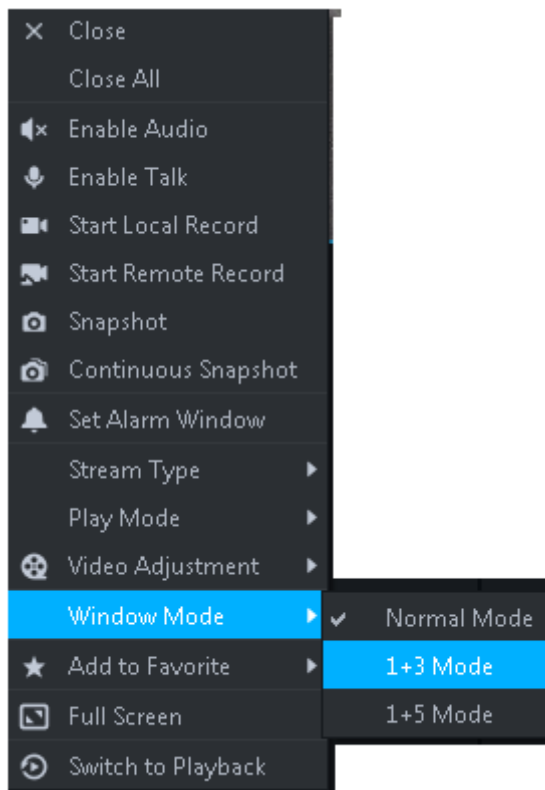 Close
Close All
Enable Audio
Enable Talk
Start Local Record
Start Remote Record
Snapshot
Continuous Snapshot
Set Alarm Window
Stream Type
Play Mode
Video Adjustment
Window Mode
Normal Mode
Add to Favorite
1+3 Mode
Full Screen
1+5 Mode
Switch to Playback